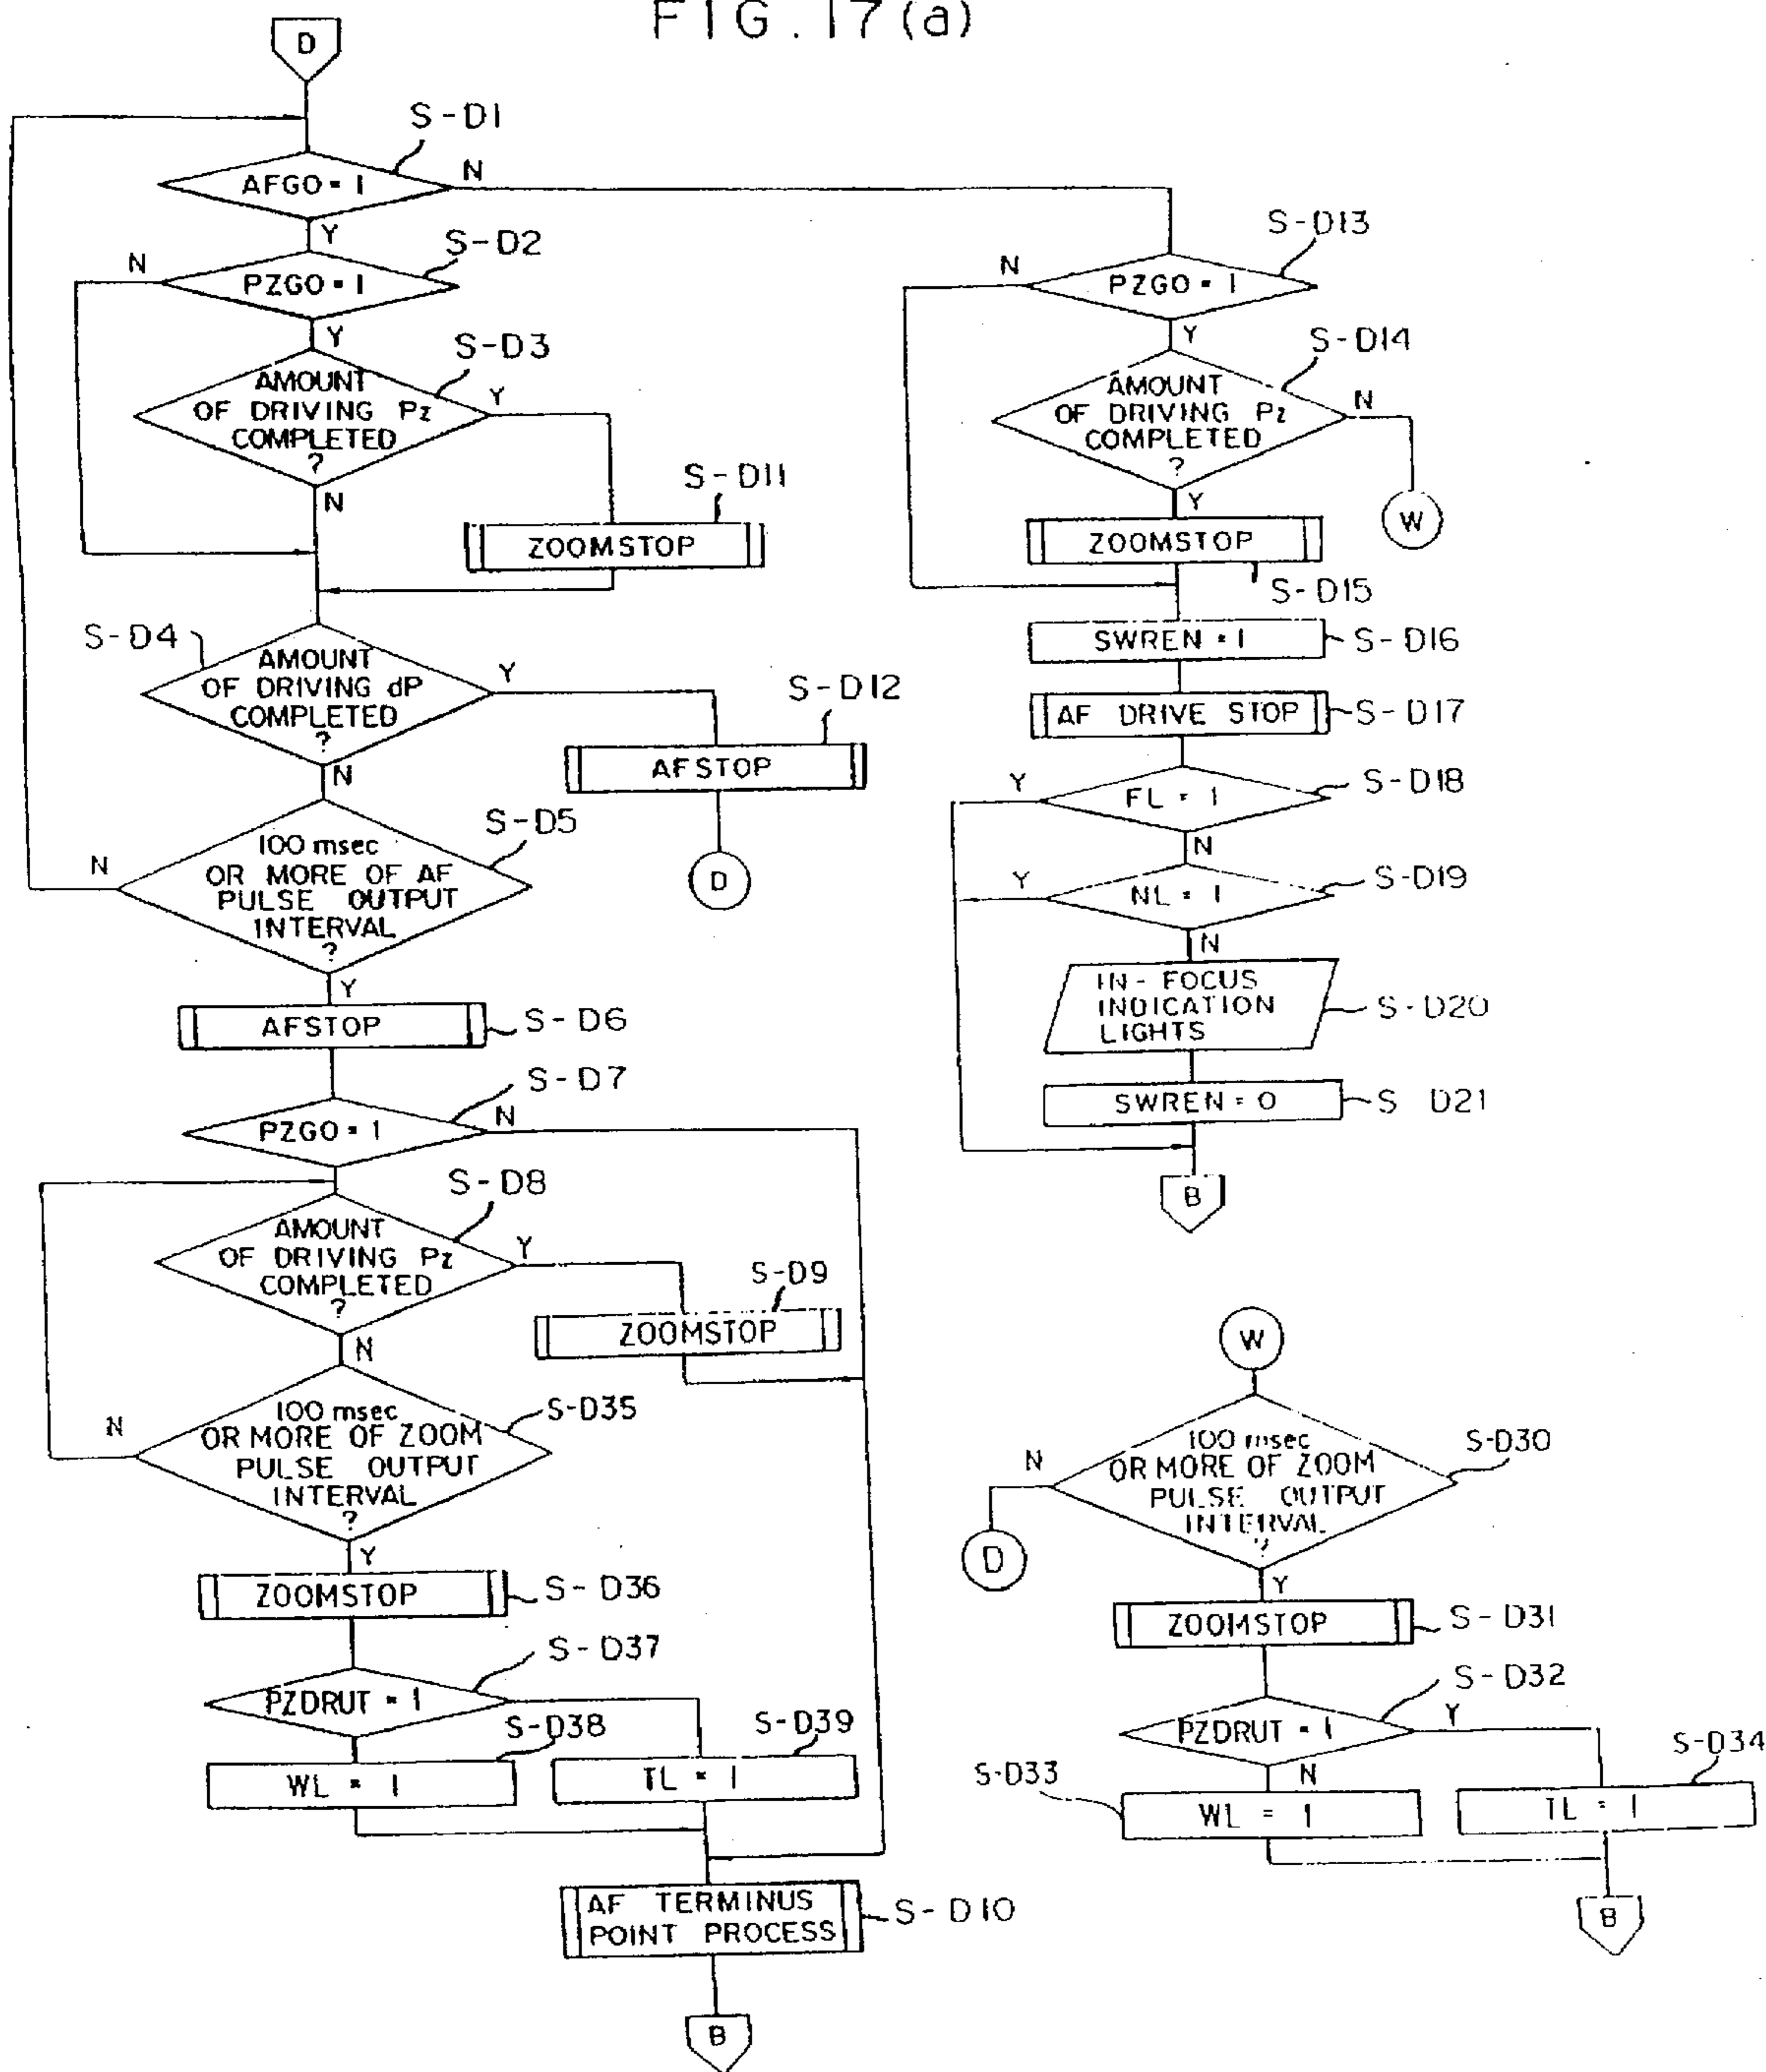 FIG. 17(a)
D
S-D1
AFGO = 1
N
Y
S-D2
N
PZGO = 1
Y
S-D3
AMOUNT
OF DRIVING Pz
COMPLETED
?
Y
N
S-D11
ZOOMSTOP
S-D4
AMOUNT
OF DRIVING dP
COMPLETED
?
Y
N
S-D12
AFSTOP
D
S-D5
100 msec
OR MORE OF AF
PULSE OUTPUT
INTERVAL
?
N
Y
AFSTOP
S-D6
S-D7
PZGO = 1
N
S-D8
AMOUNT
OF DRIVING Pz
COMPLETED
?
Y
N
S-D9
ZOOMSTOP
S-D35
100 msec
OR MORE OF ZOOM
PULSE OUTPUT
INTERVAL
?
N
Y
ZOOMSTOP
S-D36
S-D37
PZDRUT = 1
S-D38
WL = 1
S-D39
TL = 1
AF TERMINUS
POINT PROCESS
S-D10
B
S-D13
N
PZGO = 1
Y
S-D14
AMOUNT
OF DRIVING Pz
COMPLETED
?
N
Y
W
ZOOMSTOP
S-D15
SWREN = 1
S-D16
AF DRIVE STOP
S-D17
Y
FL = 1
S-D18
N
Y
NL = 1
S-D19
N
IN-FOCUS
INDICATION
LIGHTS
S-D20
SWREN = 0
S D21
B
W
S-D30
100 msec
OR MORE OF ZOOM
PULSE OUTPUT
INTERVAL
?
N
D
Y
ZOOMSTOP
S-D31
S-D32
PZDRUT = 1
Y
N
S-D33
WL = 1
S-D34
TL = 1
B